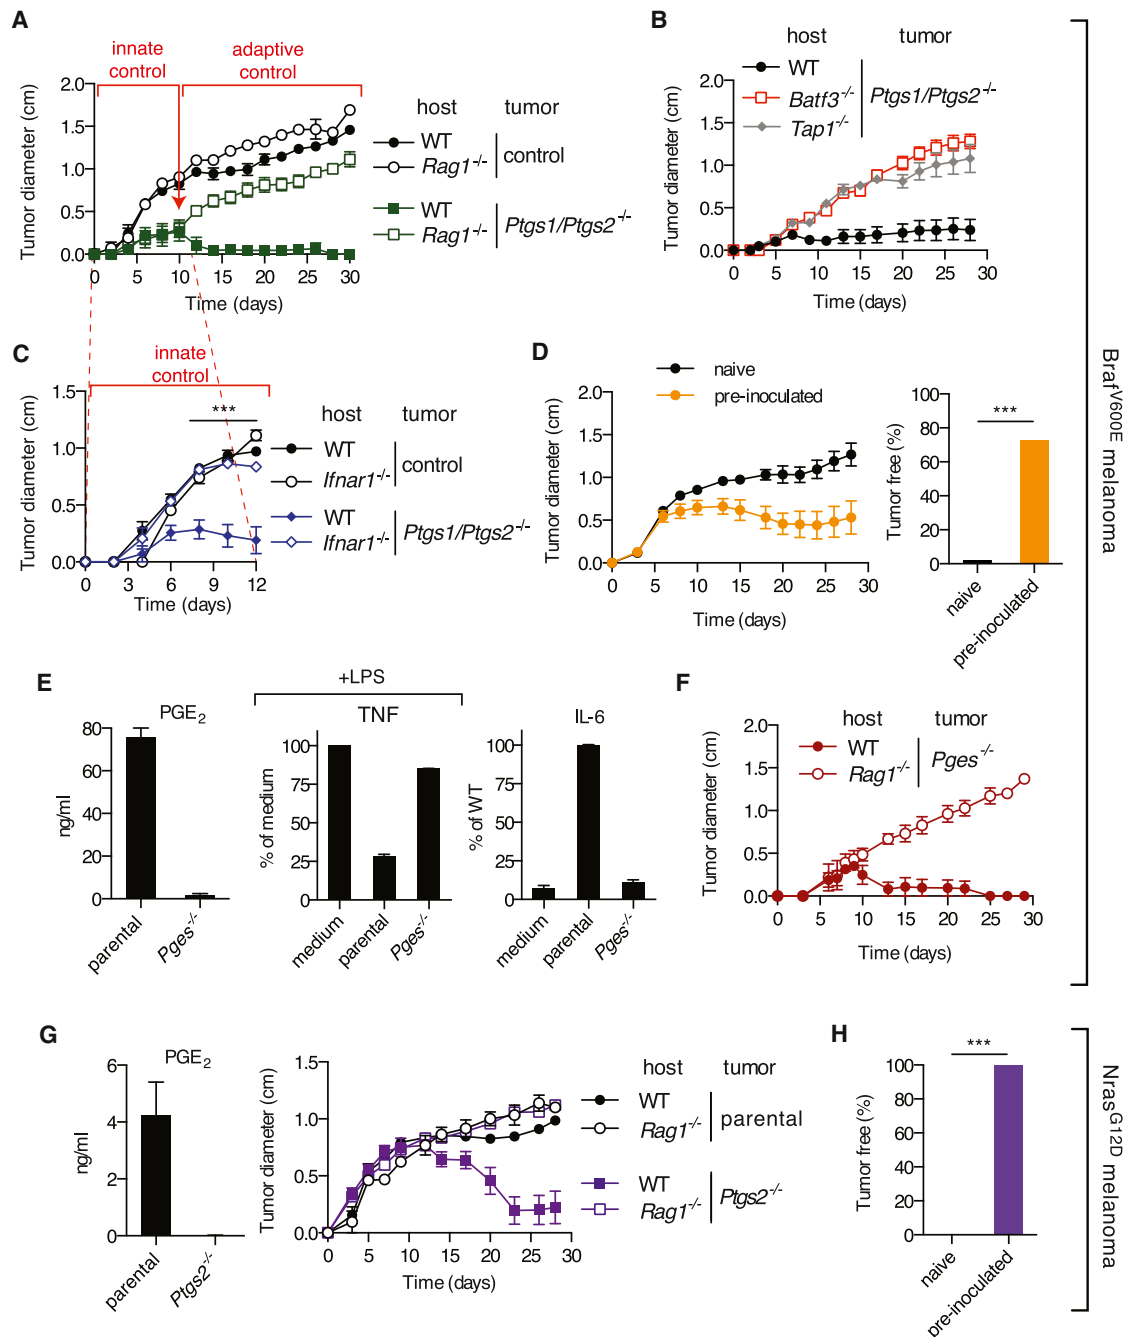 A
innate
control
adaptive
control
2.0
1.5
1.0
0.5
0.0
Tumor diameter (cm)
0 5 10 15 20 25 30
Time (days)
host tumor
WT
Rag1-/-
control
WT
Rag1-/-
Ptgs1/Ptgs2-/-
B
host tumor
WT
Batf3-/-
Tap1-/-
Ptgs1/Ptgs2-/-
2.0
1.5
1.0
0.5
0.0
Tumor diameter (cm)
0 5 10 15 20 25 30
Time (days)
C
innate
control
1.5
1.0
0.5
0.0
Tumor diameter (cm)
***
0 3 6 9 12
Time (days)
host tumor
WT
Ifnar1-/-
control
WT
Ifnar1-/-
Ptgs1/Ptgs2-/-
D
naive
pre-inoculated
2.0
1.5
1.0
0.5
0.0
Tumor diameter (cm)
0 5 10 15 20 25 30
Time (days)
100
80
60
40
20
0
Tumor free (%)
***
naive
pre-inoculated
BrafV600E melanoma
E
PGE2
80
60
40
20
0
ng/ml
parental
Pges-/-
+LPS
TNF
100
75
50
25
0
% of medium
medium
parental
Pges-/-
IL-6
100
75
50
25
0
% of WT
medium
parental
Pges-/-
F
host tumor
WT
Rag1-/-
Pges-/-
2.0
1.5
1.0
0.5
0.0
Tumor diameter (cm)
0 5 10 15 20 25 30
Time (days)
G
PGE2
6
4
2
0
ng/ml
parental
Ptgs2-/-
1.5
1.0
0.5
0.0
Tumor diameter (cm)
0 5 10 15 20 25 30
Time (days)
host tumor
WT
Rag1-/-
parental
WT
Rag1-/-
Ptgs2-/-
H
***
100
80
60
40
20
0
Tumor free (%)
naive
pre-inoculated
NrasG12D melanoma